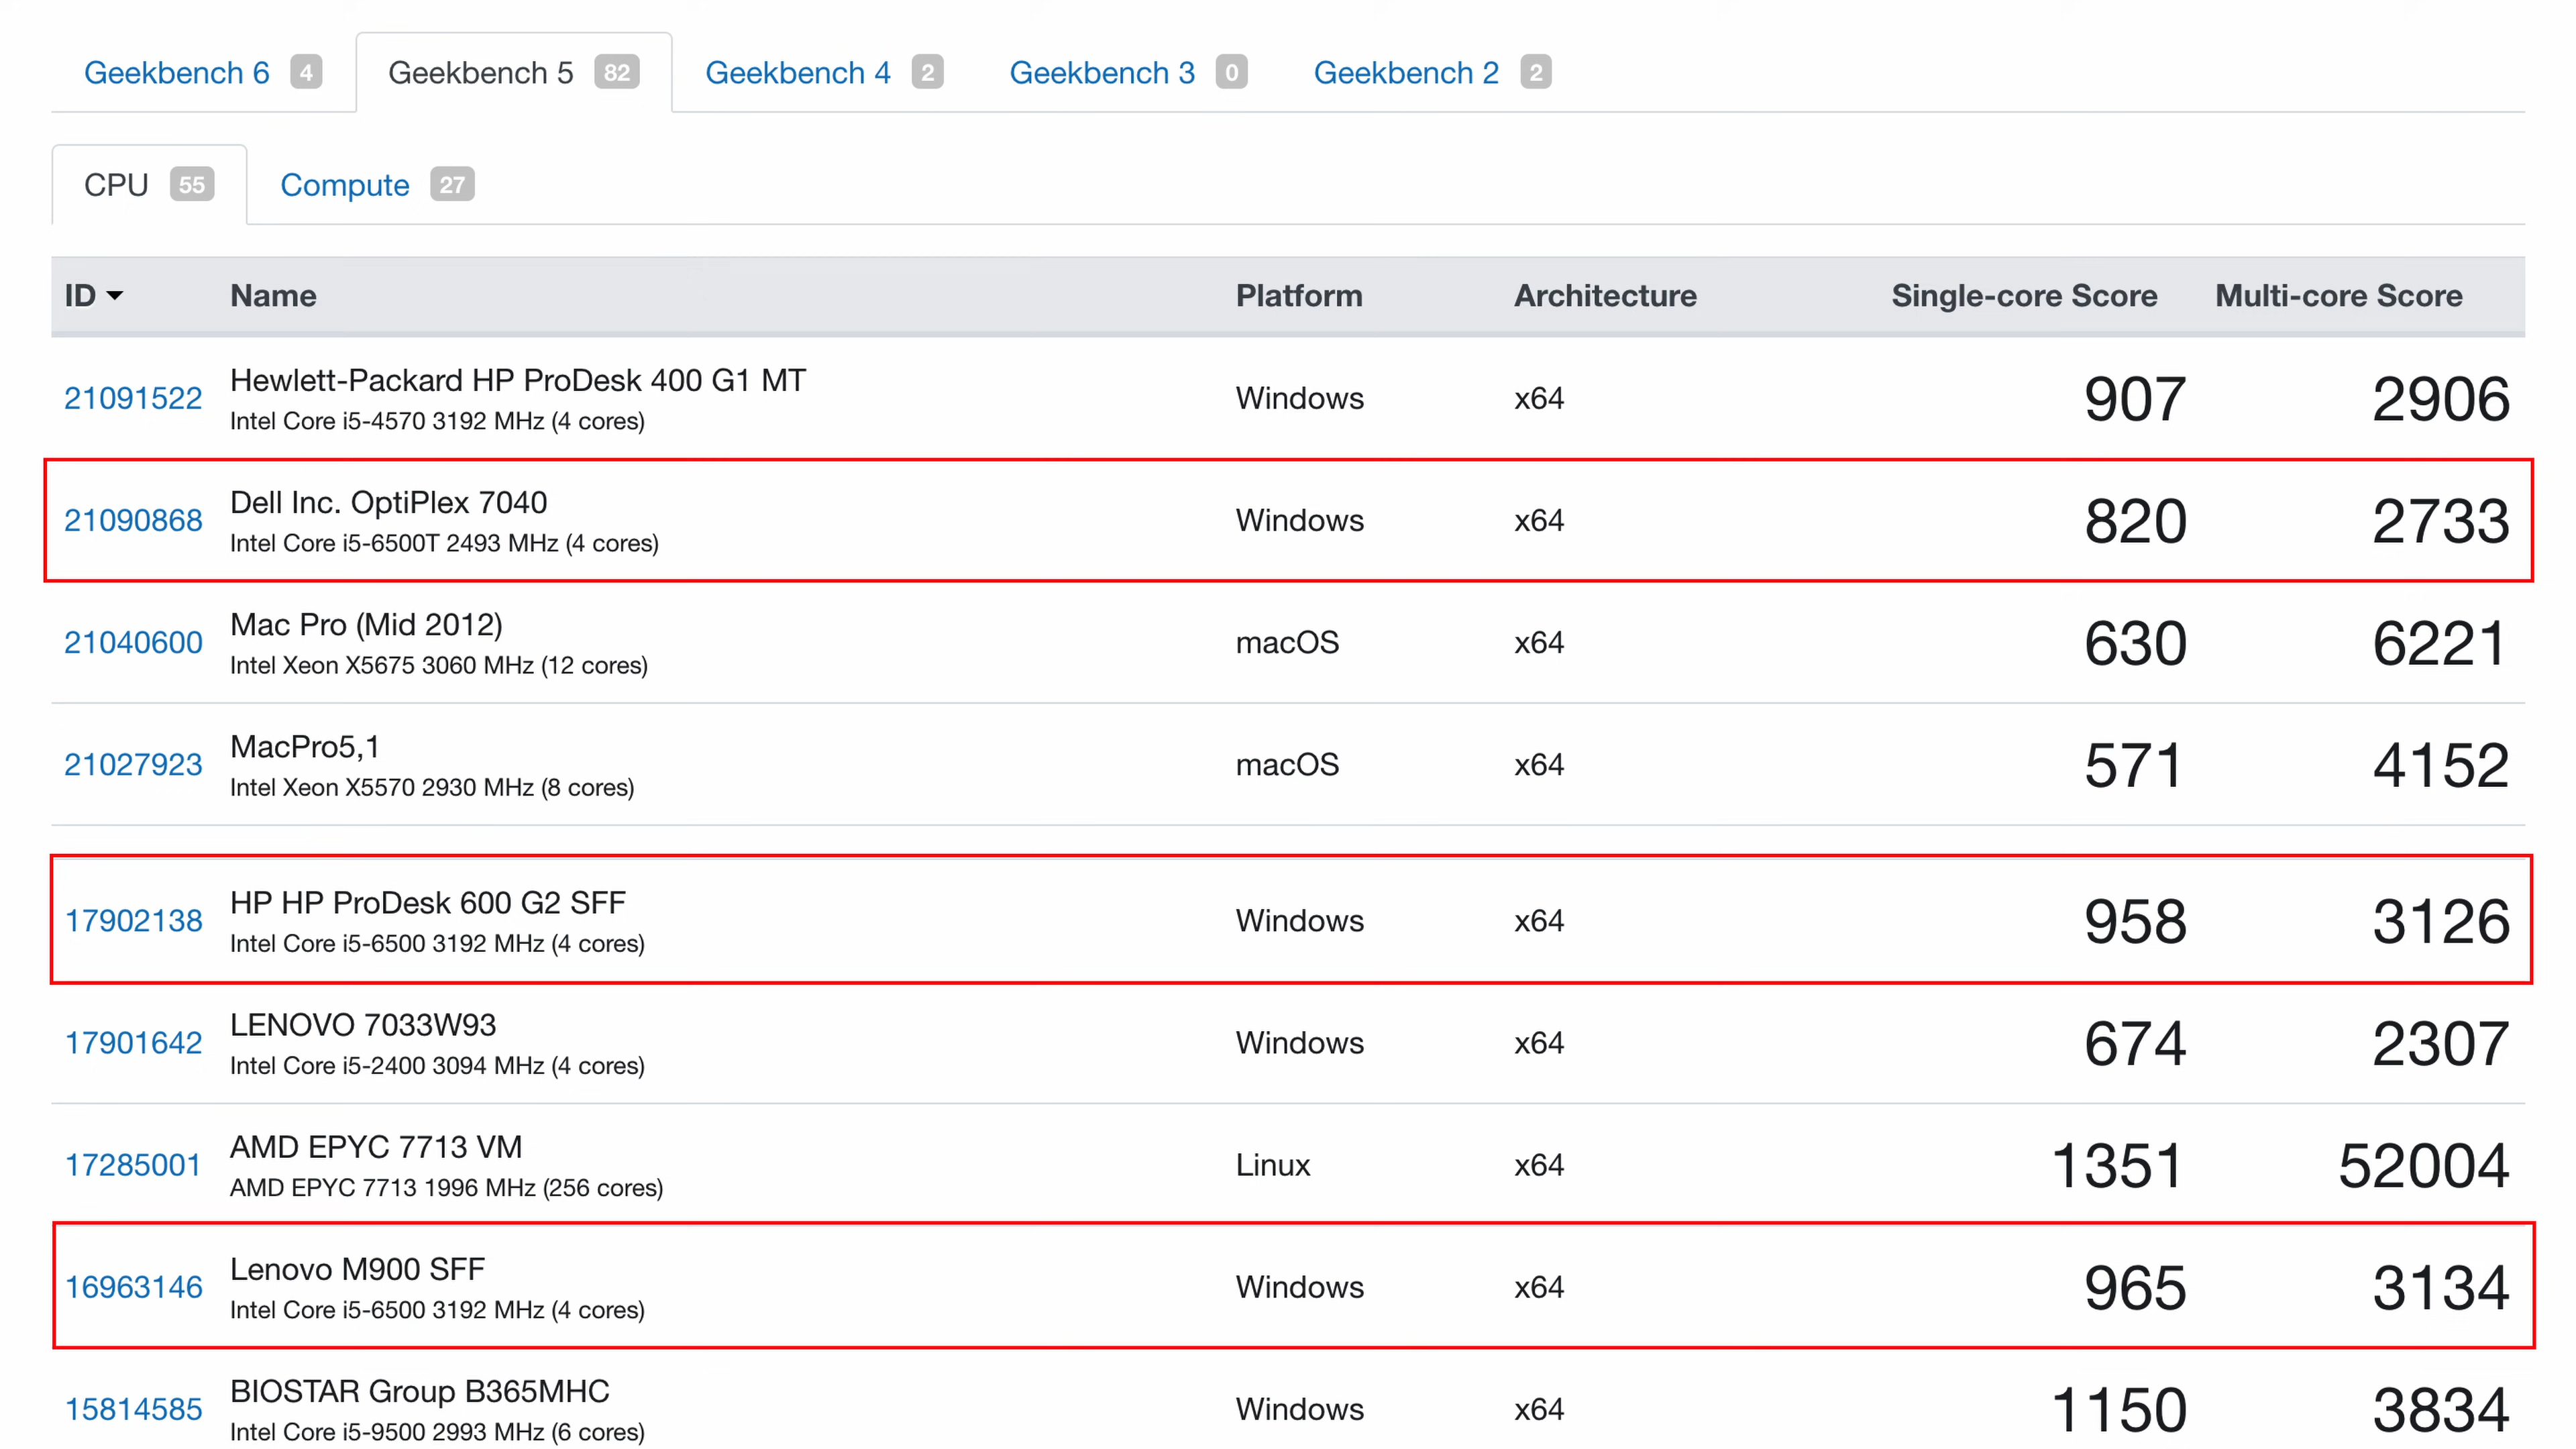 Geekbench 6 4 Geekbench 5 82 Geekbench 4 2 Geekbench 3 0 Geekbench 2 2
CPU 55 Compute 27
ID Name Platform Architecture Single-core Score Multi-core Score
Hewlett-Packard HP ProDesk 400 G1 MT
21091522 Windows x64 907 2906
Intel Core i5-4570 3192 MHz (4 cores)
Dell Inc. OptiPlex 7040
21090868 Windows x64 820 2733
Intel Core i5-6500T 2493 MHz (4 cores)
Mac Pro (Mid 2012)
21040600 macOS x64 630 6221
Intel Xeon X5675 3060 MHz (12 cores)
MacPro5,1
21027923 macOS x64 571 4152
Intel Xeon X5570 2930 MHz (8 cores)
HP HP ProDesk 600 G2 SFF
17902138 Windows x64 958 3126
Intel Core i5-6500 3192 MHz (4 cores)
LENOVO 7033W93
17901642 Windows x64 674 2307
Intel Core i5-2400 3094 MHz (4 cores)
AMD EPYC 7713 VM
17285001 Linux x64 1351 52004
AMD EPYC 7713 1996 MHz (256 cores)
Lenovo M900 SFF
16963146 Windows x64 965 3134
Intel Core i5-6500 3192 MHz (4 cores)
BIOSTAR Group B365MHC
15814585 Windows x64 1150 3834
Intel Core i5-9500 2993 MHz (6 cores)